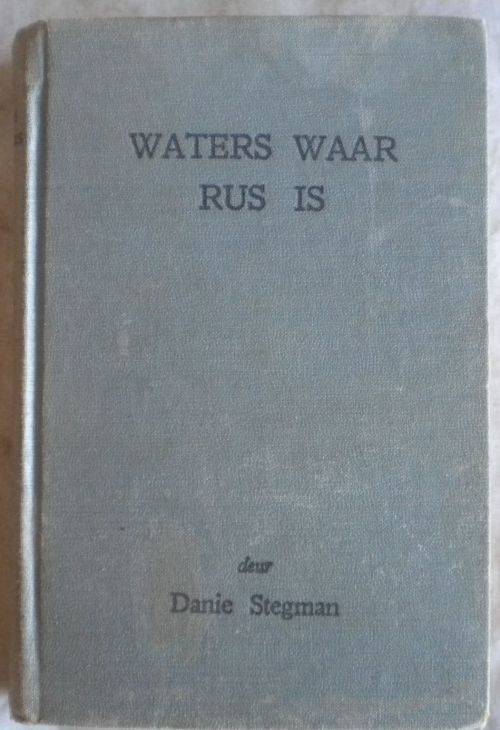 WATERS WAAR
RUS IS
deur
Danie Stegman